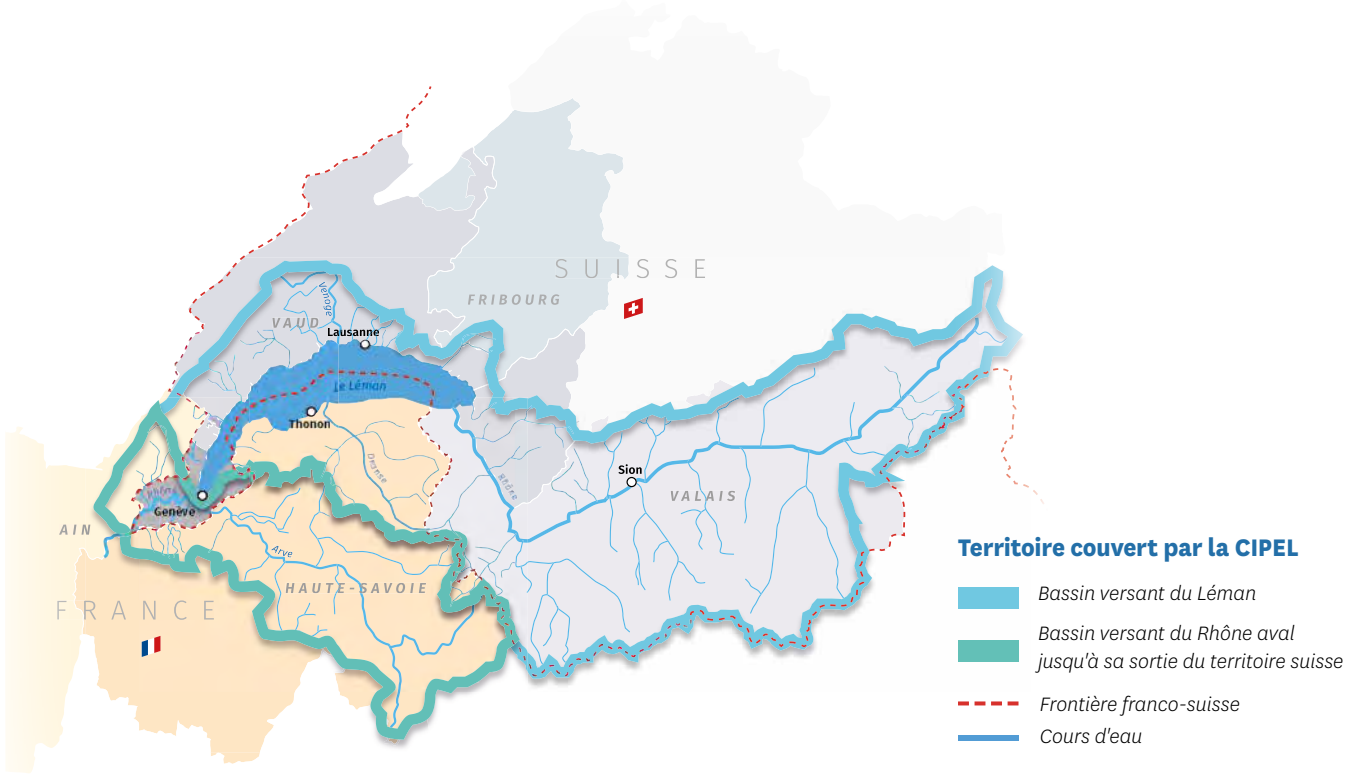 SUISSE
FRIBOURG
Venoge
VAUD
Lausanne
Le Léman
Thonon
Dranse
Rhône
Sion
VALAIS
Genève
AIN
Arve
HAUTE-SAVOIE
FRANCE
Territoire couvert par la CIPEL
Bassin versant du Léman
Bassin versant du Rhône aval
jusqu'à sa sortie du territoire suisse
Frontière franco-suisse
Cours d'eau